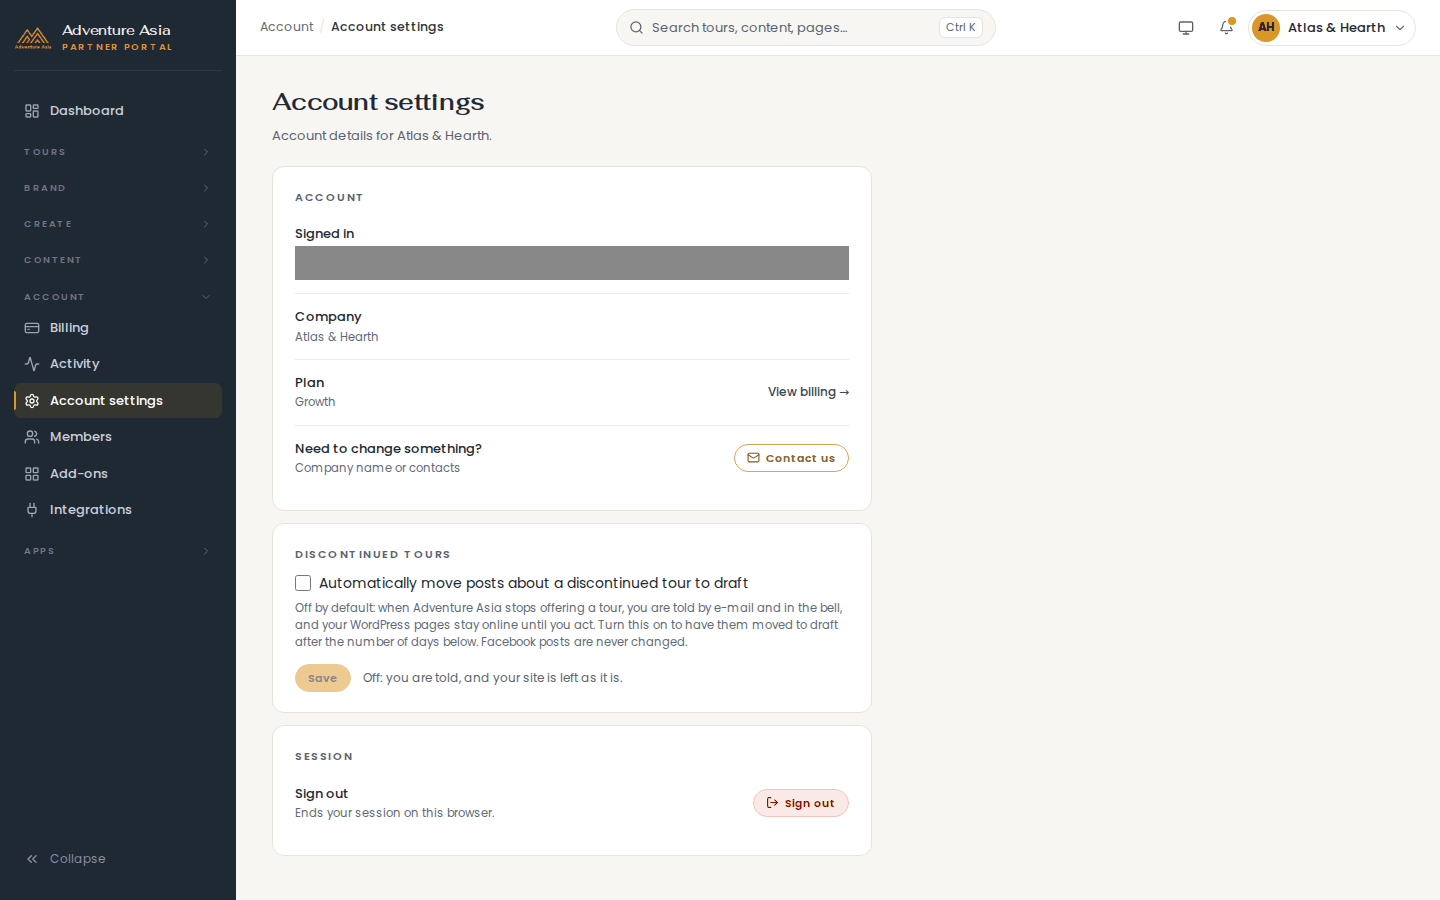 Adventure Asia
Adventure Asia
PARTNER PORTAL
Account / Account settings
Search tours, content, pages...
Ctrl K
AH
Atlas & Hearth
Dashboard
TOURS
BRAND
CREATE
CONTENT
ACCOUNT
Billing
Activity
Account settings
Members
Add-ons
Integrations
APPS
Collapse
Account settings
Account details for Atlas & Hearth.
ACCOUNT
Signed in
Company
Atlas & Hearth
Plan
Growth
View billing →
Need to change something?
Company name or contacts
Contact us
DISCONTINUED TOURS
Automatically move posts about a discontinued tour to draft
Off by default: when Adventure Asia stops offering a tour, you are told by e-mail and in the bell,
and your WordPress pages stay online until you act. Turn this on to have them moved to draft
after the number of days below. Facebook posts are never changed.
Save
Off: you are told, and your site is left as it is.
SESSION
Sign out
Ends your session on this browser.
Sign out